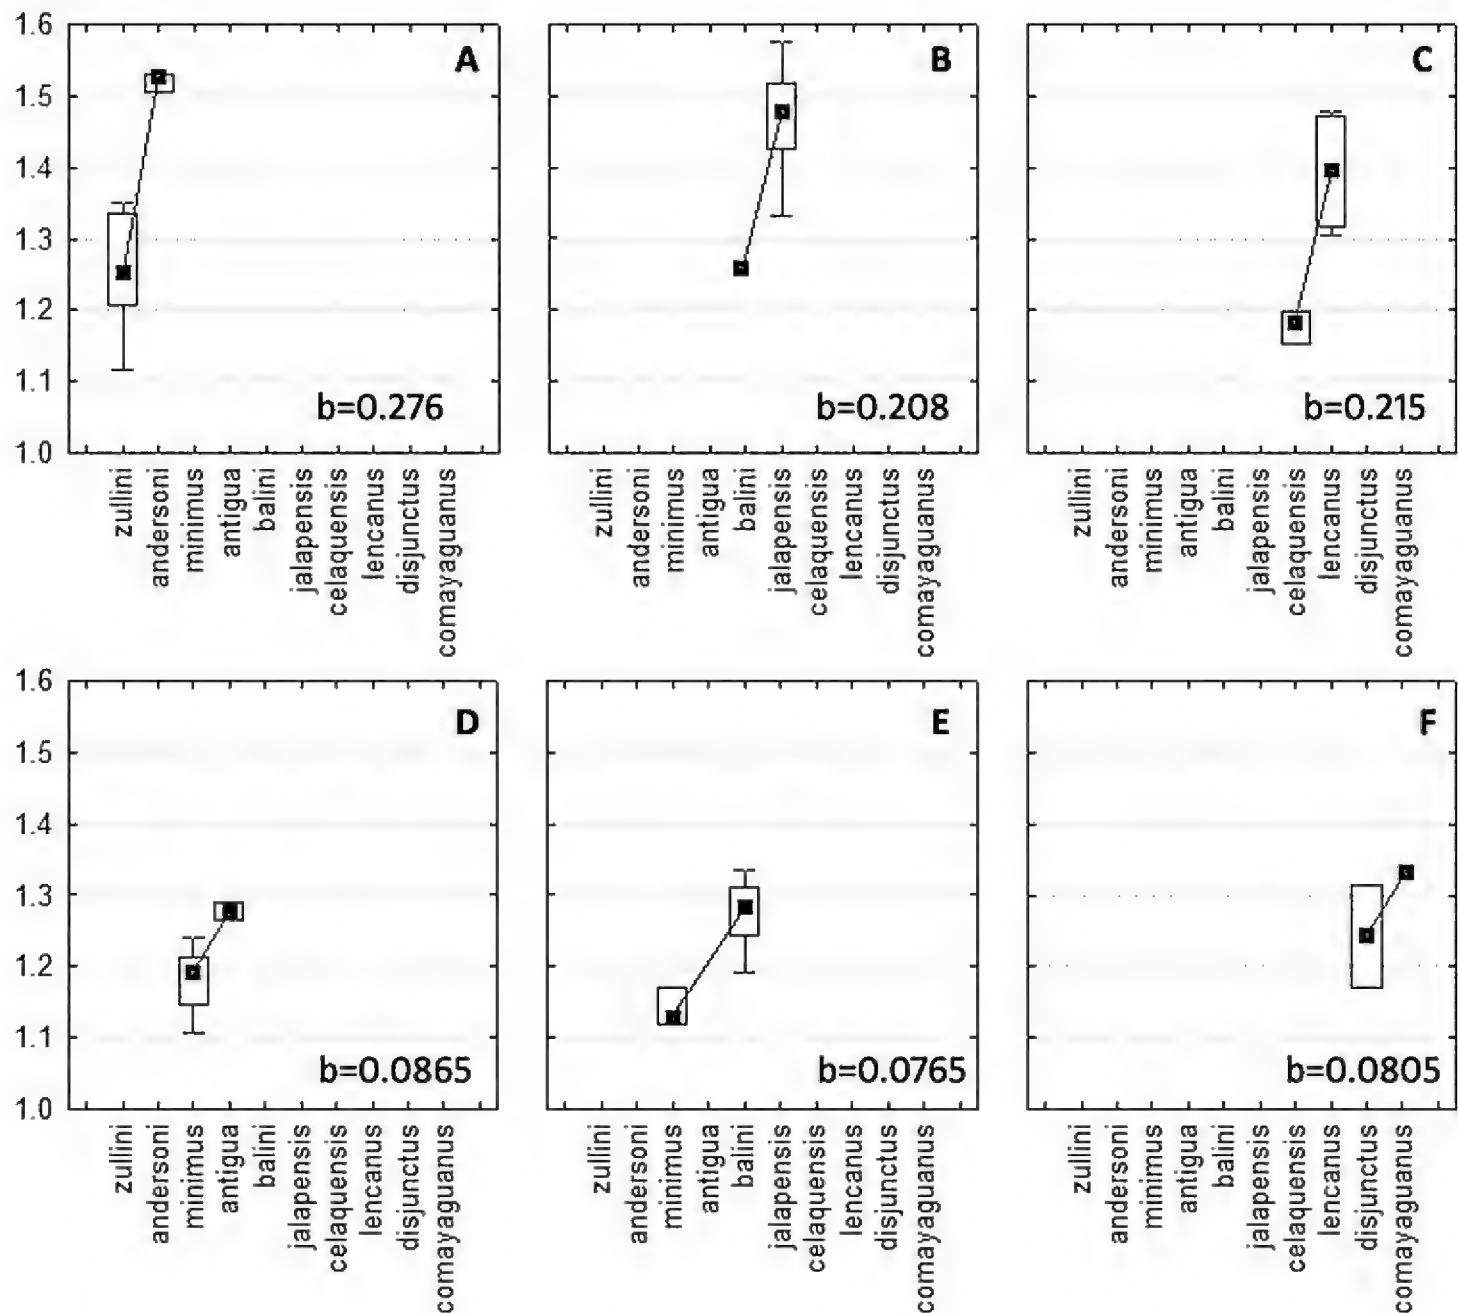 A
B
C
1.6
1.5
1.4
1.3
1.2
1.1
1.0
b=0.276
b=0.208
b=0.215
zullini
andersoni
minimus
antigua
balini
jalapensis
celaquensis
lencanus
disjunctus
comayaguanus
zullini
andersoni
minimus
antigua
balini
jalapensis
celaquensis
lencanus
disjunctus
comayaguanus
zullini
andersoni
minimus
antigua
balini
jalapensis
celaquensis
lencanus
disjunctus
comayaguanus
D
E
F
1.6
1.5
1.4
1.3
1.2
1.1
1.0
b=0.0865
b=0.0765
b=0.0805
zullini
andersoni
minimus
antigua
balini
jalapensis
celaquensis
lencanus
disjunctus
comayaguanus
zullini
andersoni
minimus
antigua
balini
jalapensis
celaquensis
lencanus
disjunctus
comayaguanus
zullini
andersoni
minimus
antigua
balini
jalapensis
celaquensis
lencanus
disjunctus
comayaguanus